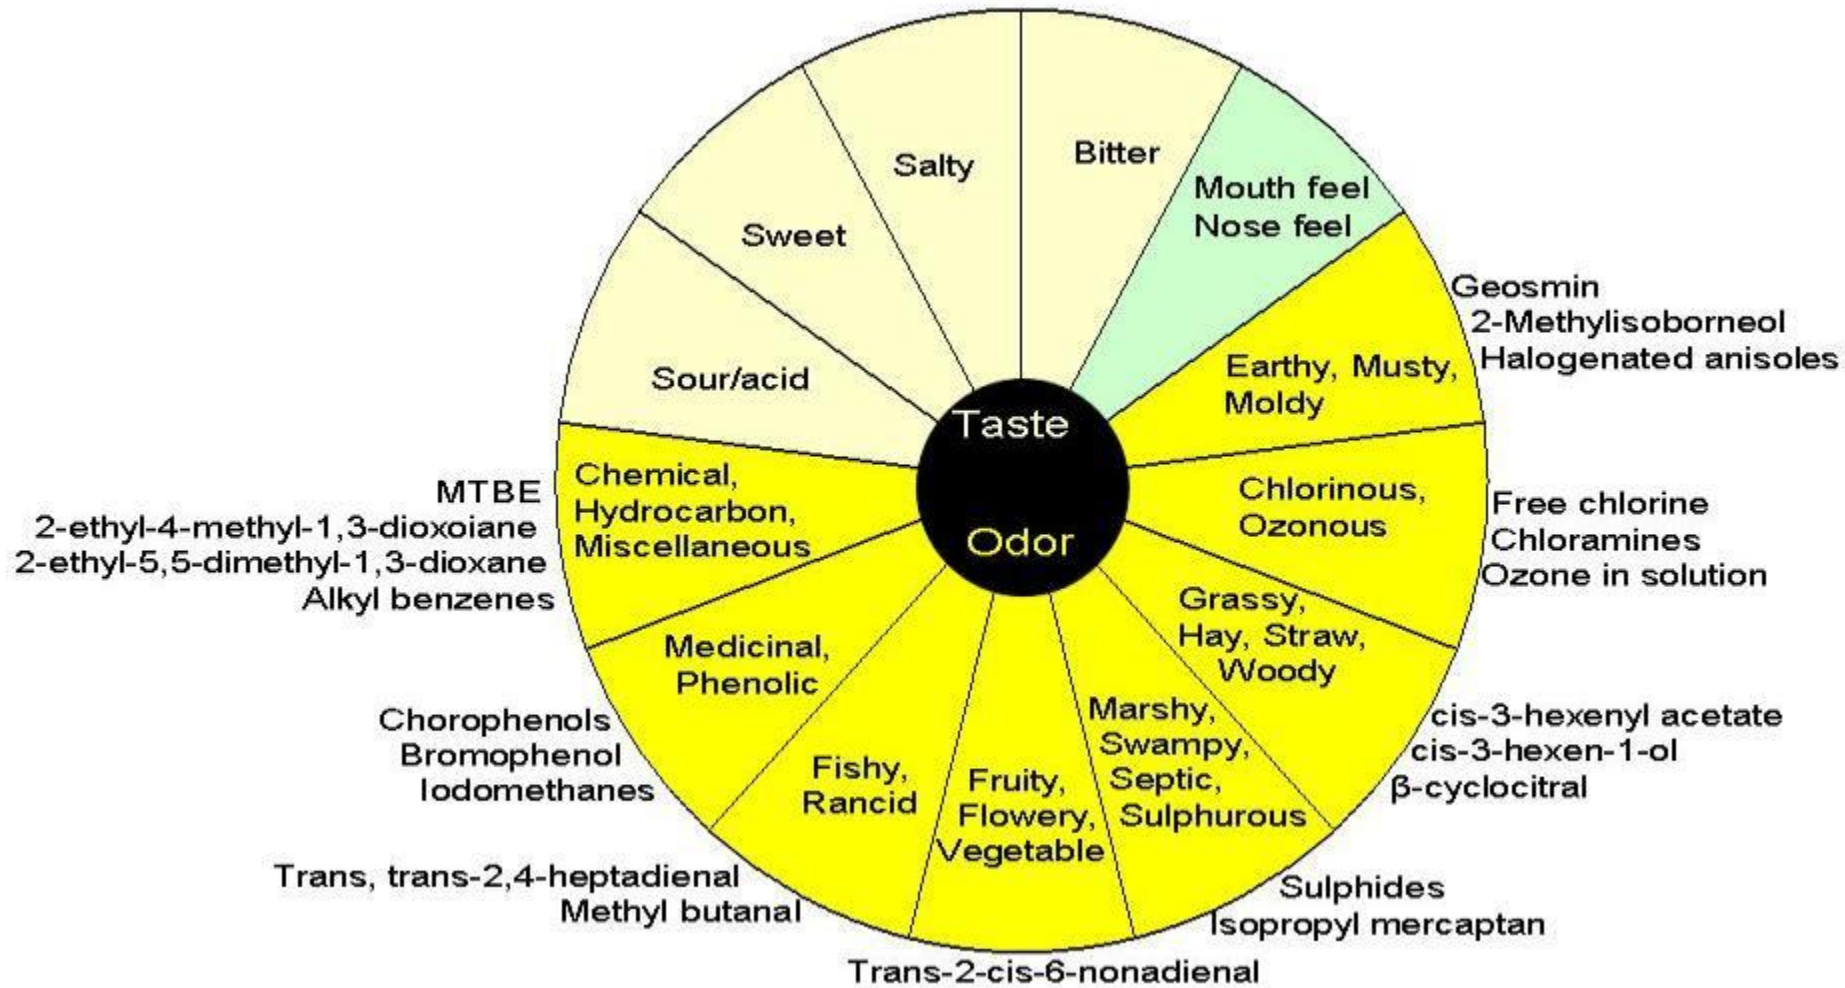 Salty
Bitter
Mouth feel
Nose feel
Sweet
Sour/acid
Taste
Odor
Earthy, Musty,
Moldy
Geosmin
2-Methylisoborneol
Halogenated anisoles
Chlorinous,
Ozonous
Free chlorine
Chloramines
Ozone in solution
Grassy,
Hay, Straw,
Woody
cis-3-hexenyl acetate
cis-3-hexen-1-ol
β-cyclocitral
Marshy,
Swampy,
Septic,
Sulphurous
Sulphides
Isopropyl mercaptan
Fruity,
Flowery,
Vegetable
Trans-2-cis-6-nonadienal
Fishy,
Rancid
Trans, trans-2,4-heptadienal
Methyl butanal
Medicinal,
Phenolic
Chorophenols
Bromophenol
Iodomethanes
Chemical,
Hydrocarbon,
Miscellaneous
MTBE
2-ethyl-4-methyl-1,3-dioxoiane
2-ethyl-5,5-dimethyl-1,3-dioxane
Alkyl benzenes